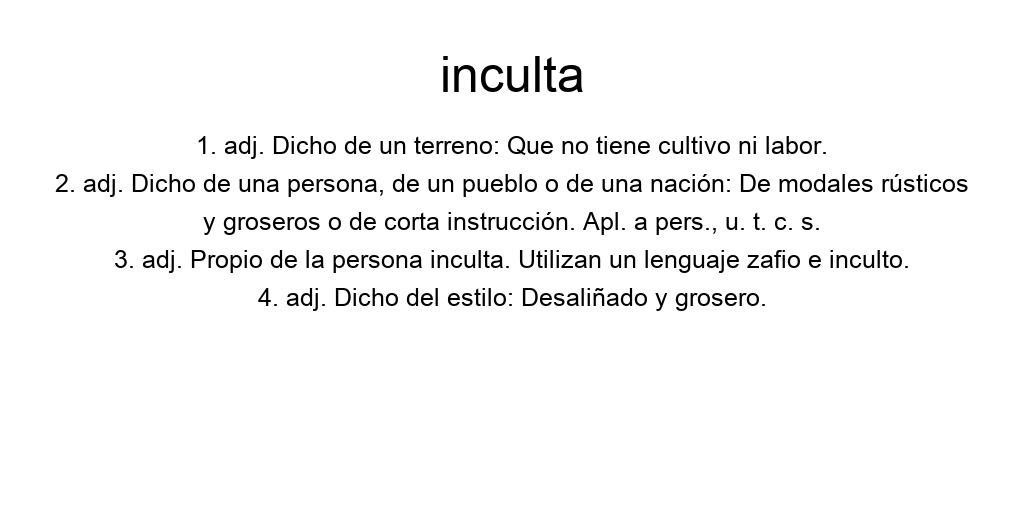 inculta
1. adj. Dicho de un terreno: Que no tiene cultivo ni labor.
2. adj. Dicho de una persona, de un pueblo o de una nación: De modales rústicos
y groseros o de corta instrucción. Apl. a pers., u. t. c. s.
3. adj. Propio de la persona inculta. Utilizan un lenguaje zafio e inculto.
4. adj. Dicho del estilo: Desaliñado y grosero.